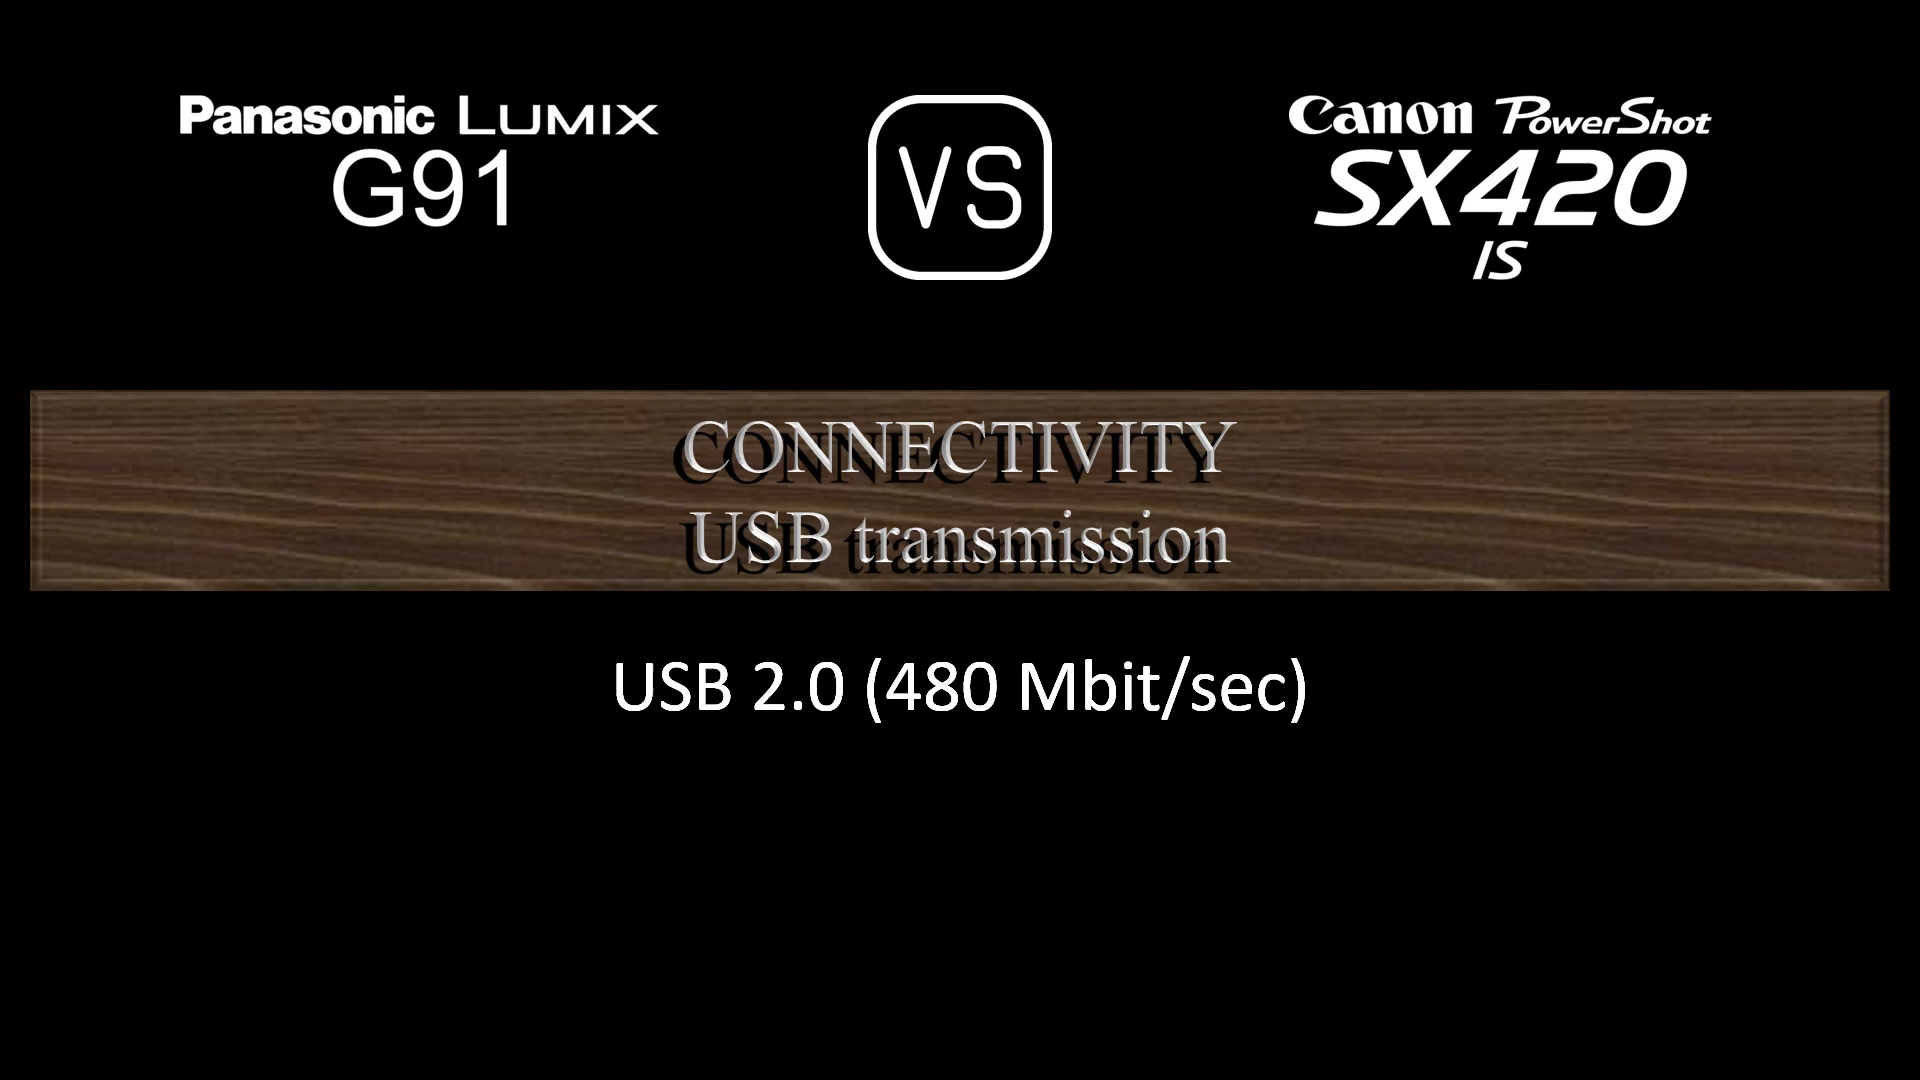 Panasonic LUMIX
G91
VS
Canon PowerShot
SX420
IS
CONNECTIVITY
USB transmission
USB 2.0 (480 Mbit/sec)